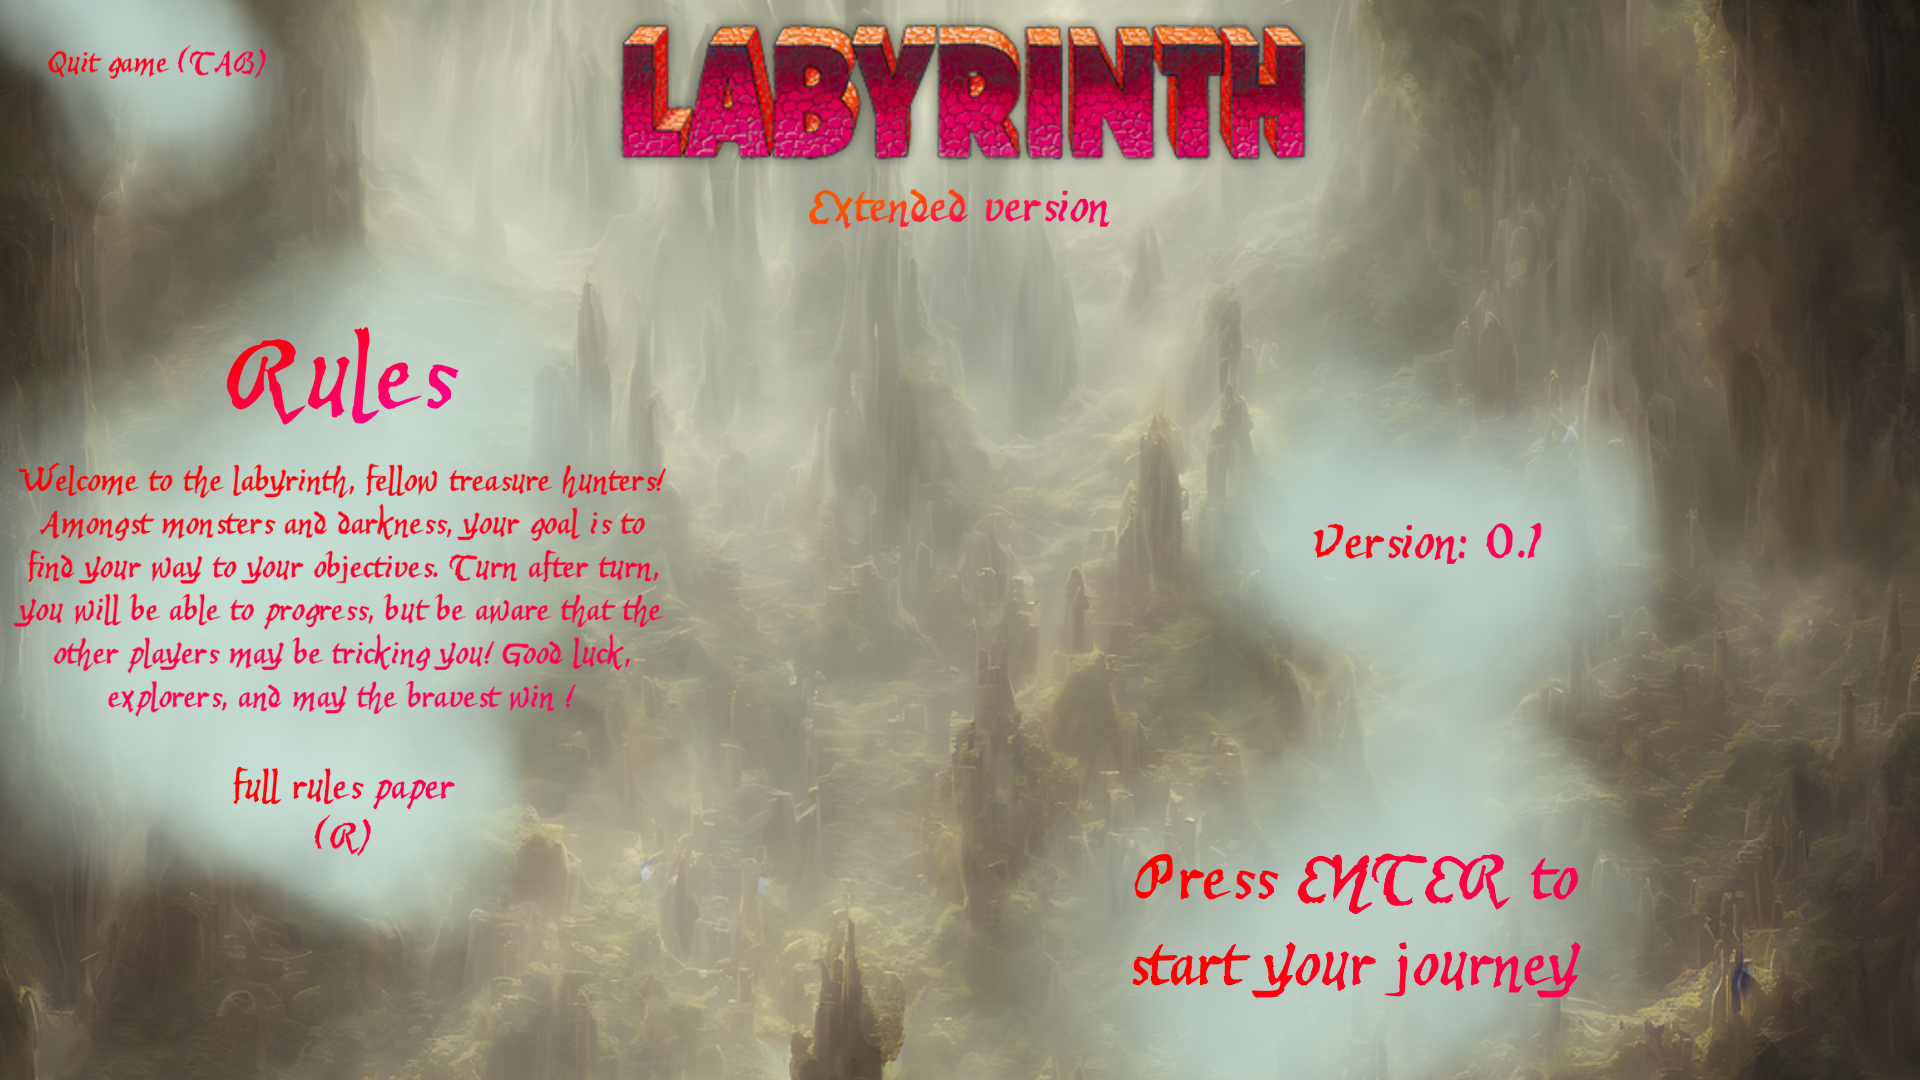 Quit game (TAB)
LABYRINTH
Extended version
Rules
Welcome to the labyrinth, fellow treasure hunters!
Amongst monsters and darkness, your goal is to
find your way to your objectives. Turn after turn,
you will be able to progress, but be aware that the
other players may be tricking you! Good luck,
explorers, and may the bravest win !
full rules paper
(R)
Version: 0.1
Press ENTER to
start your journey